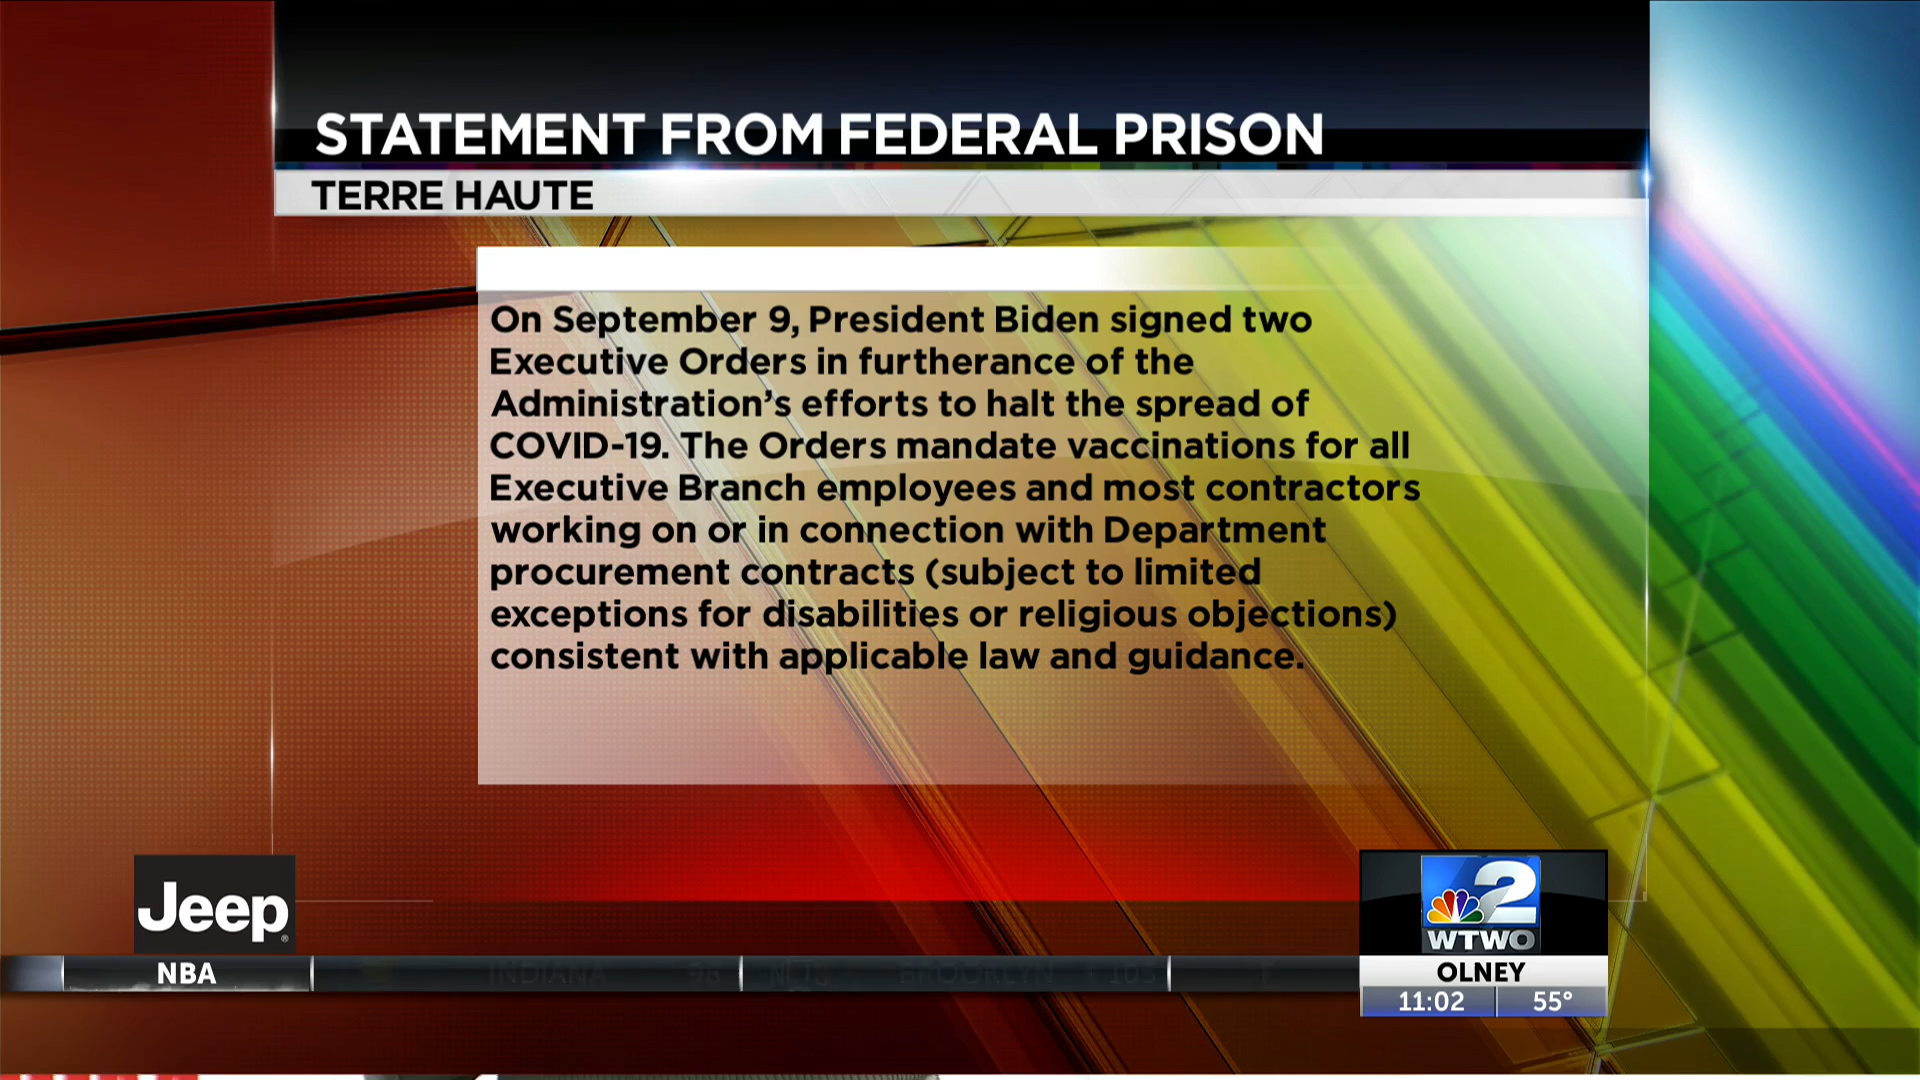 STATEMENT FROM FEDERAL PRISON
TERRE HAUTE
On September 9, President Biden signed two
Executive Orders in furtherance of the
Administration’s efforts to halt the spread of
COVID-19. The Orders mandate vaccinations for all
Executive Branch employees and most contractors
working on or in connection with Department
procurement contracts (subject to limited
exceptions for disabilities or religious objections)
consistent with applicable law and guidance.
Jeep
2
WTWO
NBA
INDIANA
BROOKLYN
OLNEY
11:02 55°